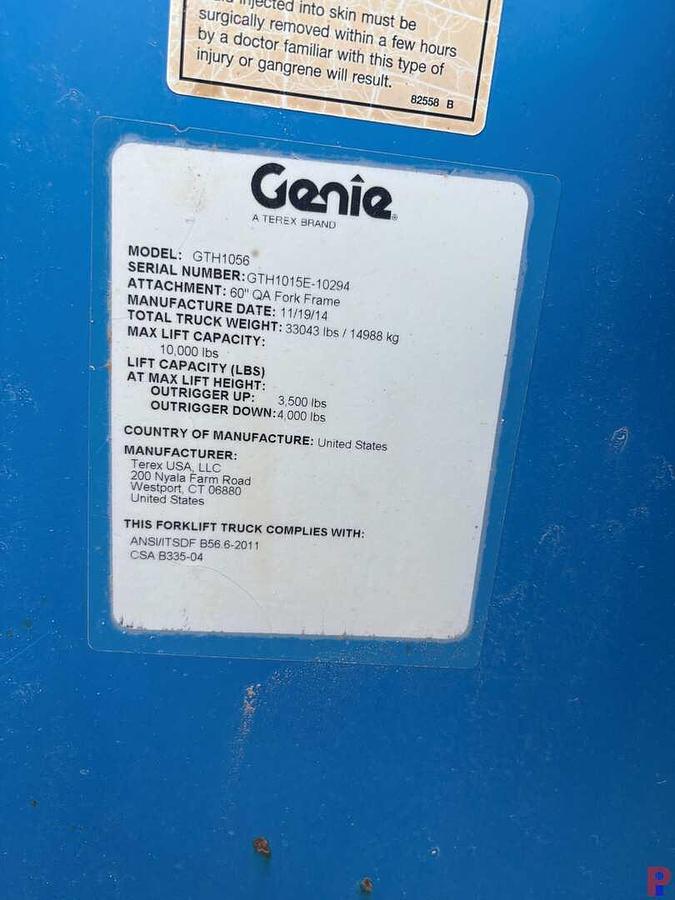 injected into skin must be
surgically removed within a few hours
by a doctor familiar with this type of
injury or gangrene will result.
82558 B
Genie®
A TEREX BRAND
MODEL: GTH1056
SERIAL NUMBER:GTH1015E-10294
ATTACHMENT: 60" QA Fork Frame
MANUFACTURE DATE: 11/19/14
TOTAL TRUCK WEIGHT: 33043 lbs / 14988 kg
MAX LIFT CAPACITY:
10,000 lbs
LIFT CAPACITY (LBS)
AT MAX LIFT HEIGHT:
OUTRIGGER UP: 3,500 lbs
OUTRIGGER DOWN:4,000 lbs
COUNTRY OF MANUFACTURE: United States
MANUFACTURER:
Terex USA, LLC
200 Nyala Farm Road
Westport, CT 06880
United States
THIS FORKLIFT TRUCK COMPLIES WITH:
ANSI/ITSDF B56.6-2011
CSA B335-04